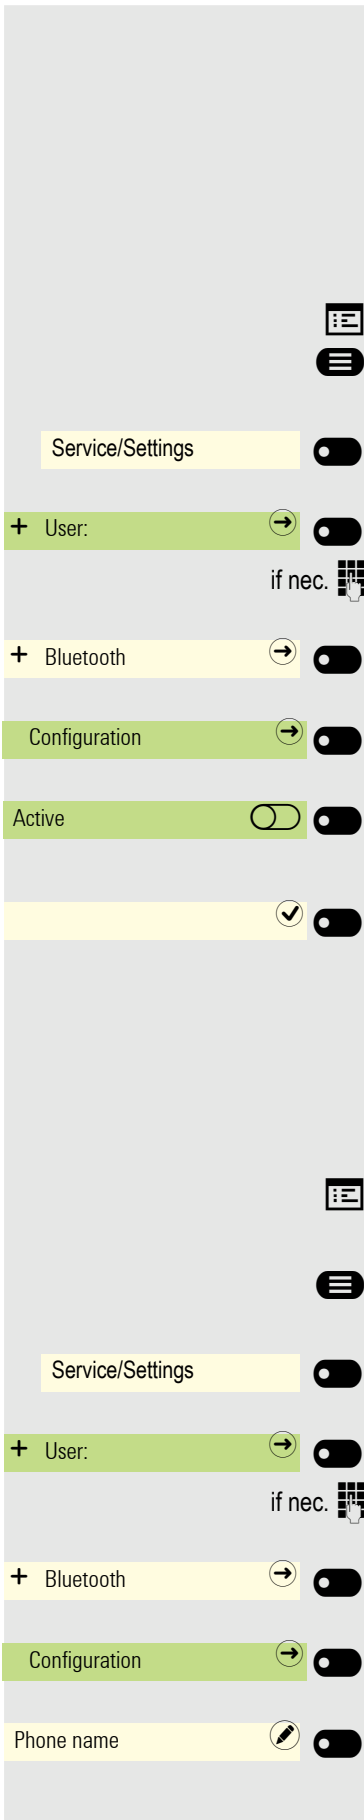 Service/Settings
+ User:
if nec.
+ Bluetooth
Configuration
Active
Service/Settings
+ User:
if nec.
+ Bluetooth
Configuration
Phone name